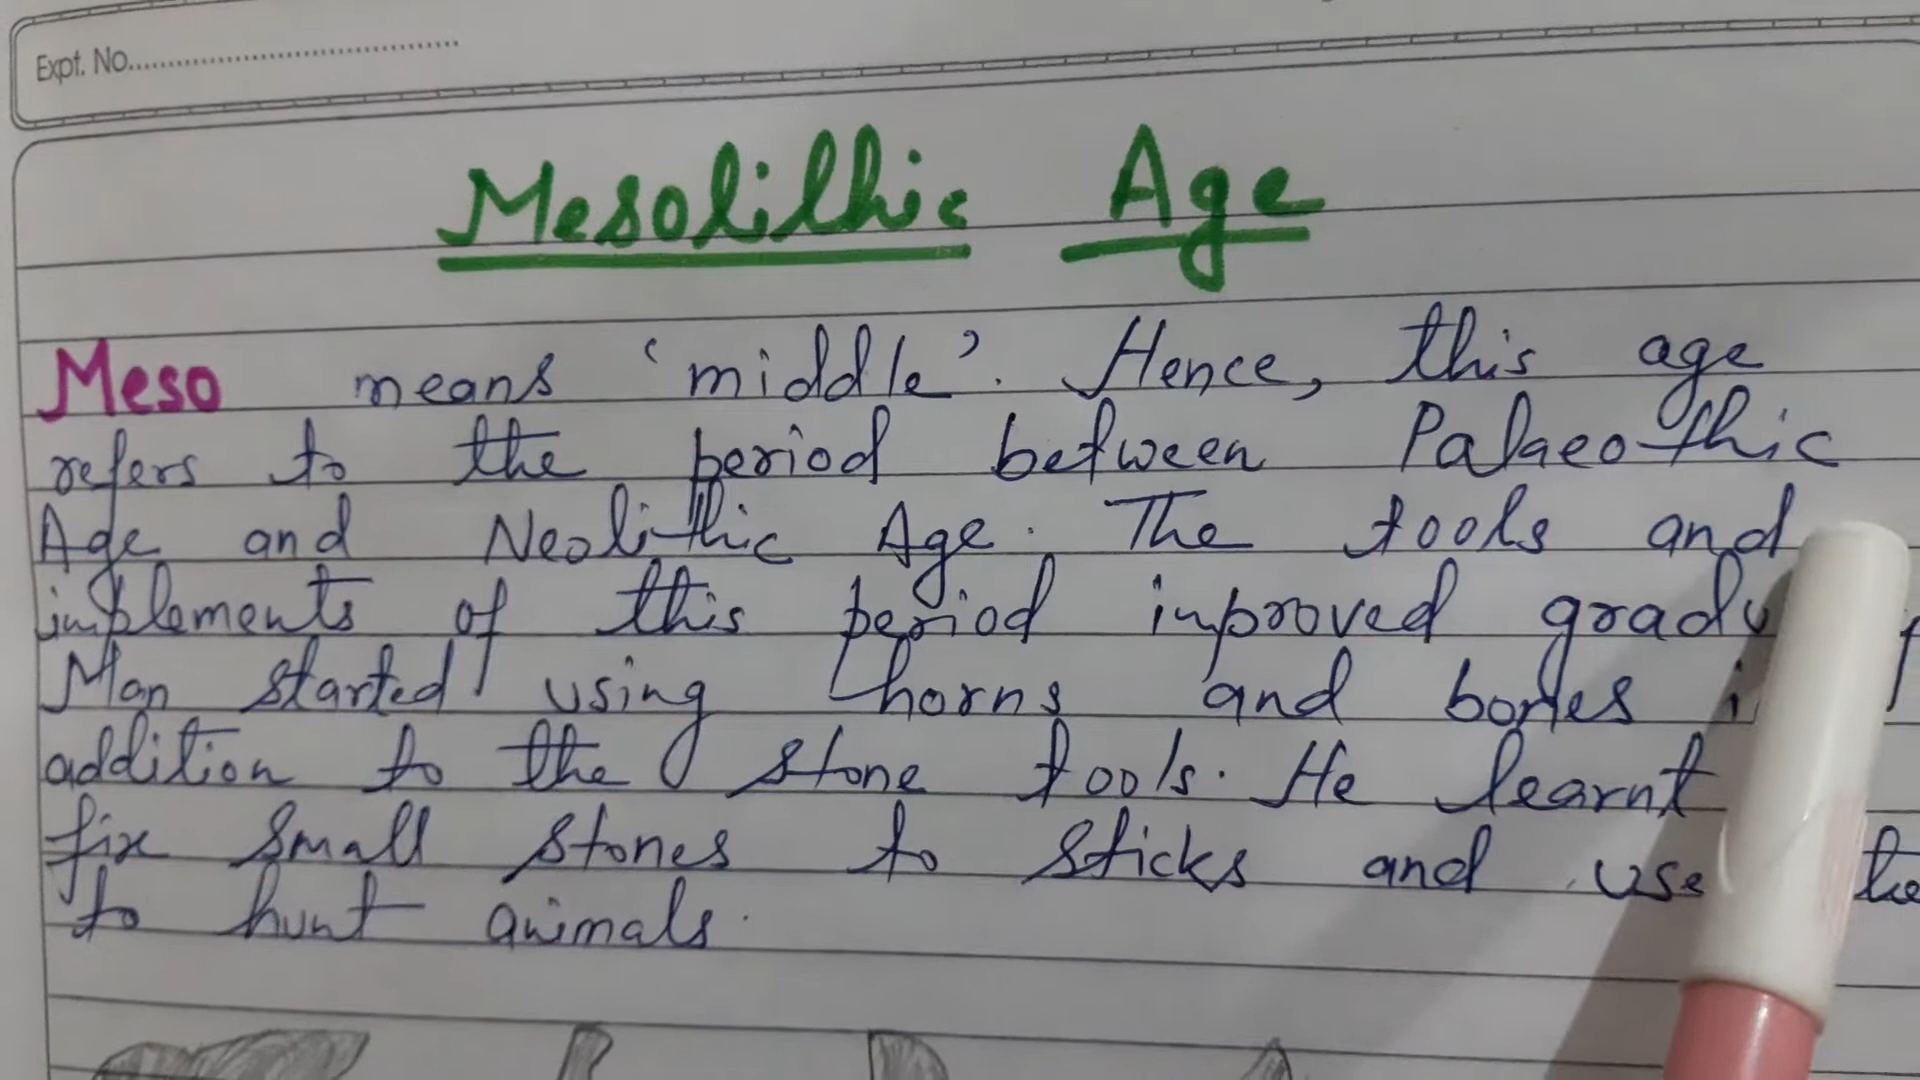 Expt. No.
Mesolithic Age
Meso means 'middle'. Hence, this age
refers to the period between Palaeothic
Age and Neolithic Age. The tools and
implements of this period improved
Man started using horns and bones
addition to the stone tools. He learnt
fix small stones to sticks and use
to hunt animals.